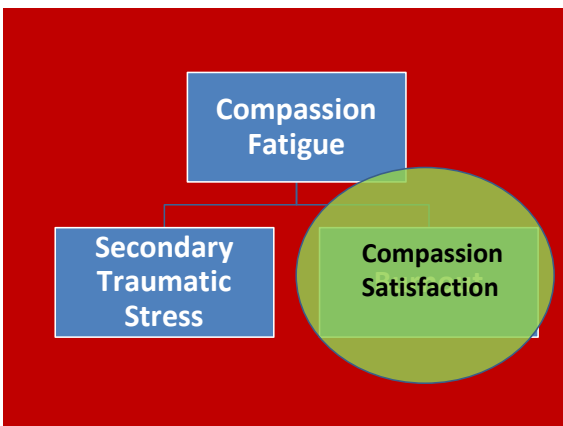 Compassion
Fatigue
Secondary
Traumatic
Stress
Compassion
Satisfaction